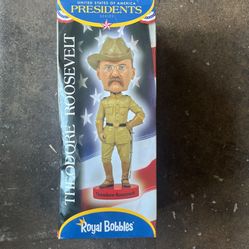 UNITED STATES OF AMERICA
PRESIDENTS
SERIES
THEODORE ROOSEVELT
Theodore Roosevelt
Royal Bobbles